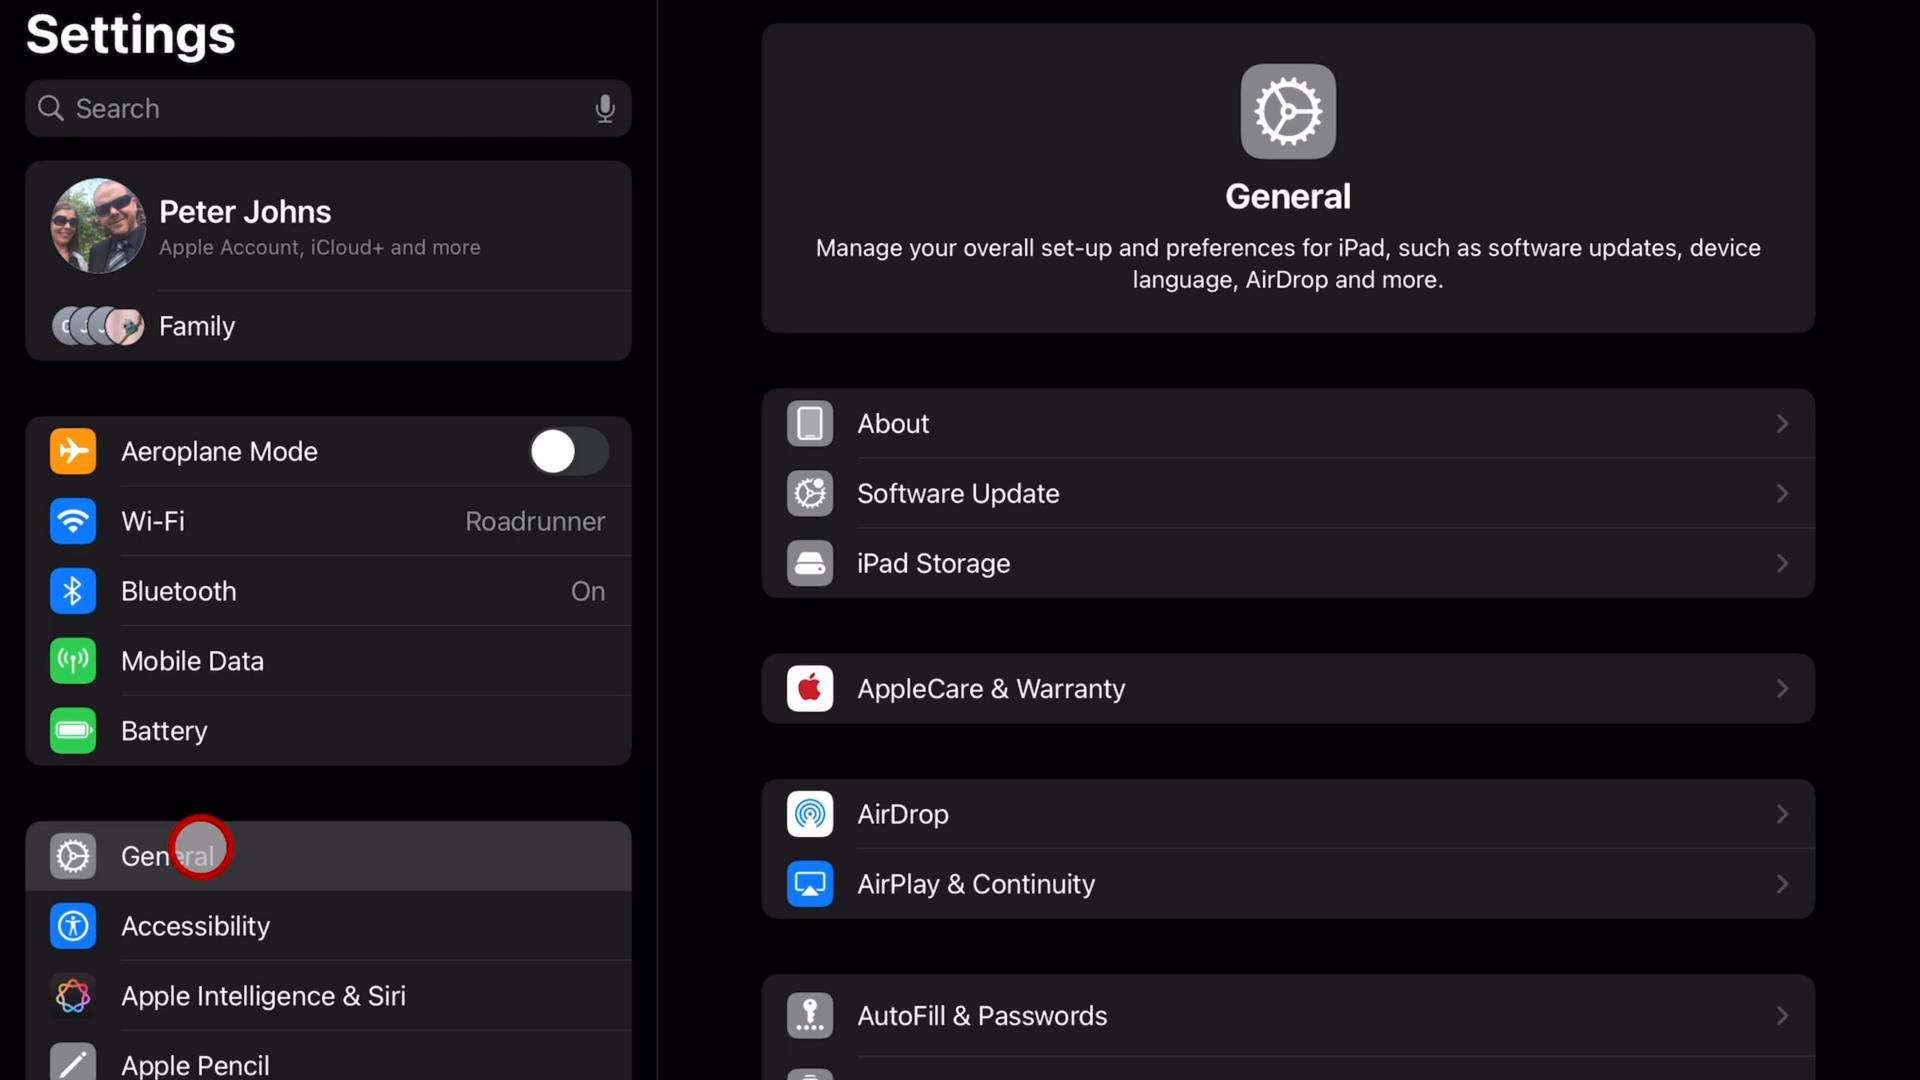 Settings
Search
Peter Johns
Apple Account, iCloud+ and more
Family
Aeroplane Mode
Wi-Fi
Roadrunner
Bluetooth
On
Mobile Data
Battery
General
Accessibility
Apple Intelligence & Siri
Apple Pencil
General
Manage your overall set-up and preferences for iPad, such as software updates, device
language, AirDrop and more.
About
Software Update
iPad Storage
AppleCare & Warranty
AirDrop
AirPlay & Continuity
AutoFill & Passwords